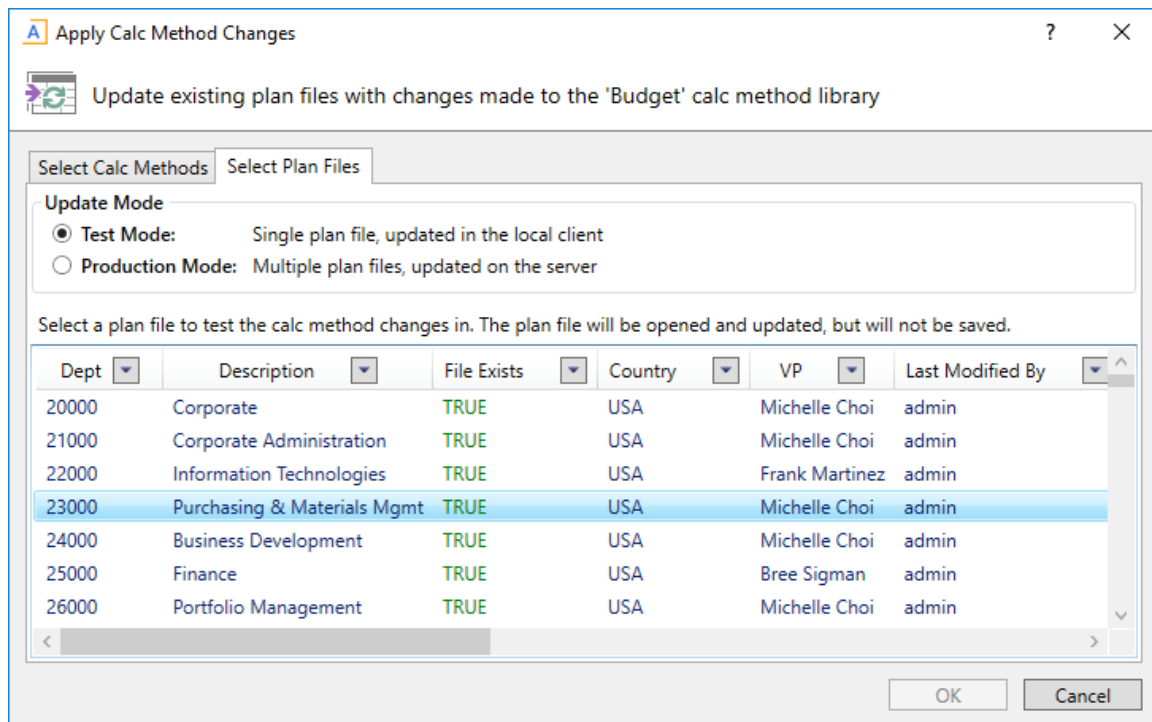 A Apply Calc Method Changes ?
Update existing plan files with changes made to the 'Budget' calc method library
Select Calc Methods Select Plan Files
Update Mode
Test Mode: Single plan file, updated in the local client
Production Mode: Multiple plan files, updated on the server
Select a plan file to test the calc method changes in. The plan file will be opened and updated, but will not be saved.
Dept Description File Exists Country VP Last Modified By
20000 Corporate TRUE USA Michelle Choi admin
21000 Corporate Administration TRUE USA Michelle Choi admin
22000 Information Technologies TRUE USA Frank Martinez admin
23000 Purchasing & Materials Mgmt TRUE USA Michelle Choi admin
24000 Business Development TRUE USA Michelle Choi admin
25000 Finance TRUE USA Bree Sigman admin
26000 Portfolio Management TRUE USA Michelle Choi admin
OK Cancel